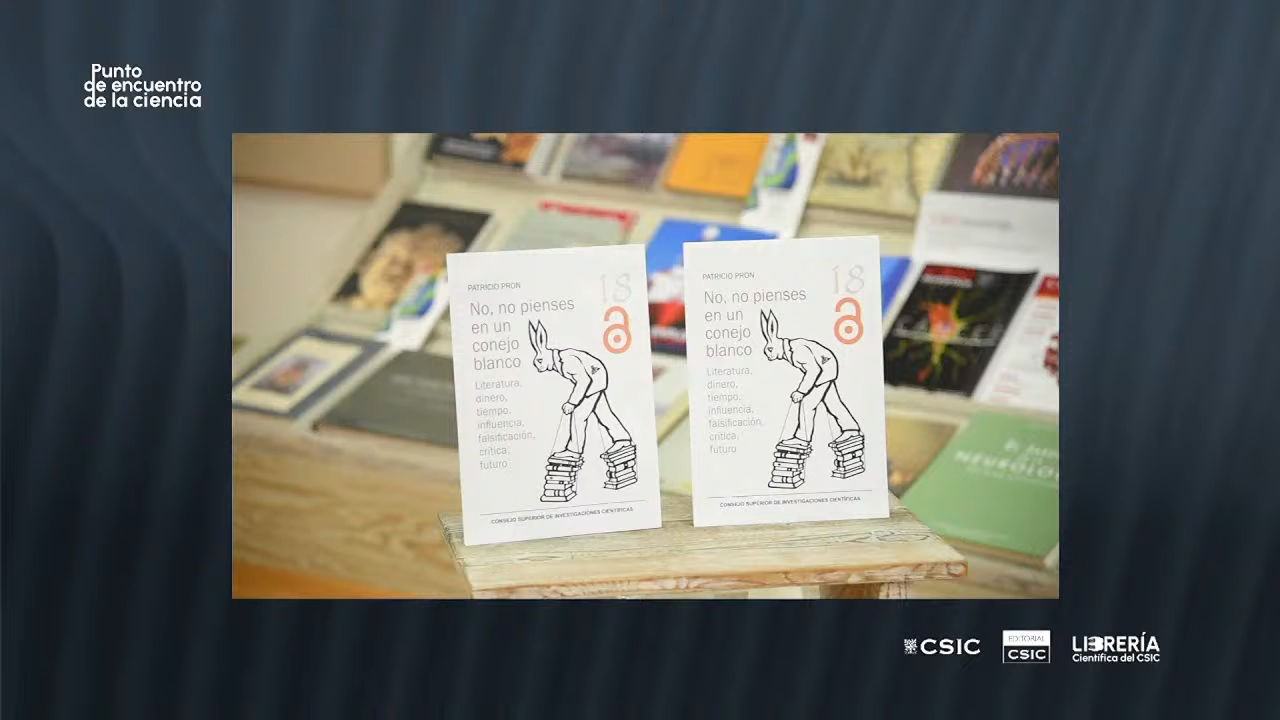 Punto
de encuentro
de la ciencia
PATRICIO PRON
18
No, no pienses
en un
conejo
blanco
Literatura,
dinero,
tiempo,
influencia,
falsificación,
crítica,
futuro
CONSEJO SUPERIOR DE INVESTIGACIONES CIENTÍFICAS
PATRICIO PRON
18
No, no pienses
en un
conejo
blanco
Literatura,
dinero,
tiempo,
influencia,
falsificación,
crítica,
futuro
CONSEJO SUPERIOR DE INVESTIGACIONES CIENTÍFICAS
CSIC
EDITORIAL
CSIC
LIBRERÍA
Científica del CSIC